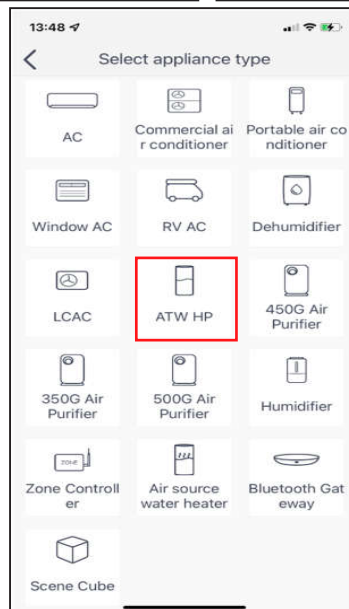 13:48
Select appliance type
AC
Commercial ai
r conditioner
Portable air co
nditioner
Window AC
RV AC
Dehumidifier
LCAC
ATW HP
450G Air
Purifier
350G Air
Purifier
500G Air
Purifier
Humidifier
ZONE
Zone Controll
er
Air source
water heater
Bluetooth Gat
eway
Scene Cube